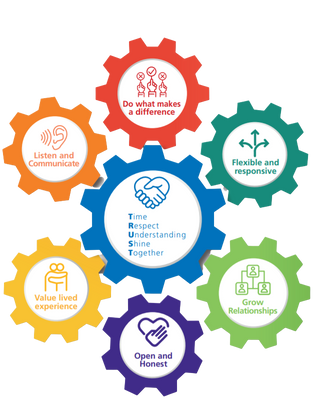 Do what makes
a difference
Listen and
Communicate
Flexible and
responsive
Time
Respect
Understanding
Shine
Together
Value lived
experience
Grow
Relationships
Open and
Honest